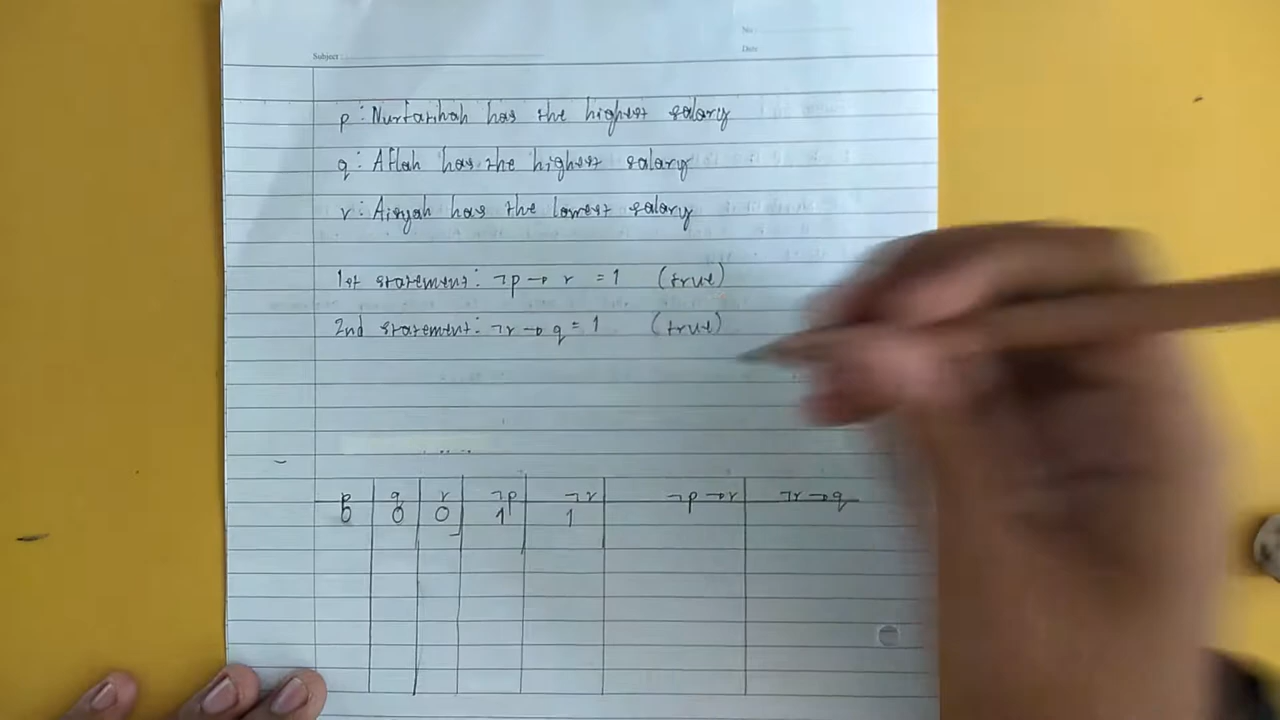 No :
Subject :
Date
p : Nurfarihah has the highest salary
q : Aflah has the highest salary
r : Aisyah has the lowest salary
1st statement : ¬p → r = 1 (true)
2nd statement : ¬r → q = 1 (true)
p q r ¬p ¬r ¬p → r ¬r → q
0 0 0 1 1